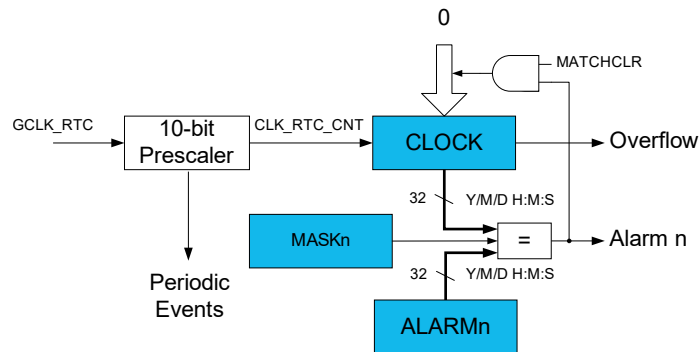 0
MATCHCLR
GCLK_RTC
10-bit
Prescaler
CLK_RTC_CNT
CLOCK
Overflow
32
Y/M/D H:M:S
MASKn
=
Alarm n
32
Y/M/D H:M:S
Periodic
Events
ALARMn